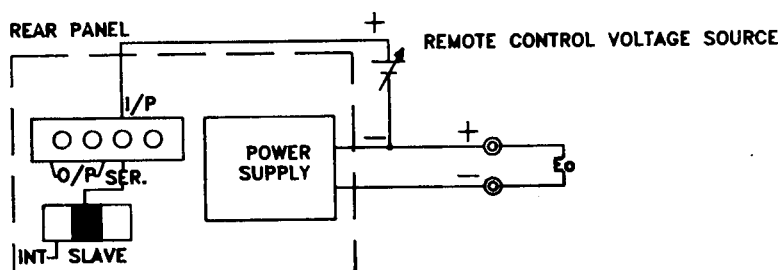 REAR PANEL
+
REMOTE CONTROL VOLTAGE SOURCE
I/P
−
+
O/P SER.
POWER
SUPPLY
Eo
−
INT SLAVE